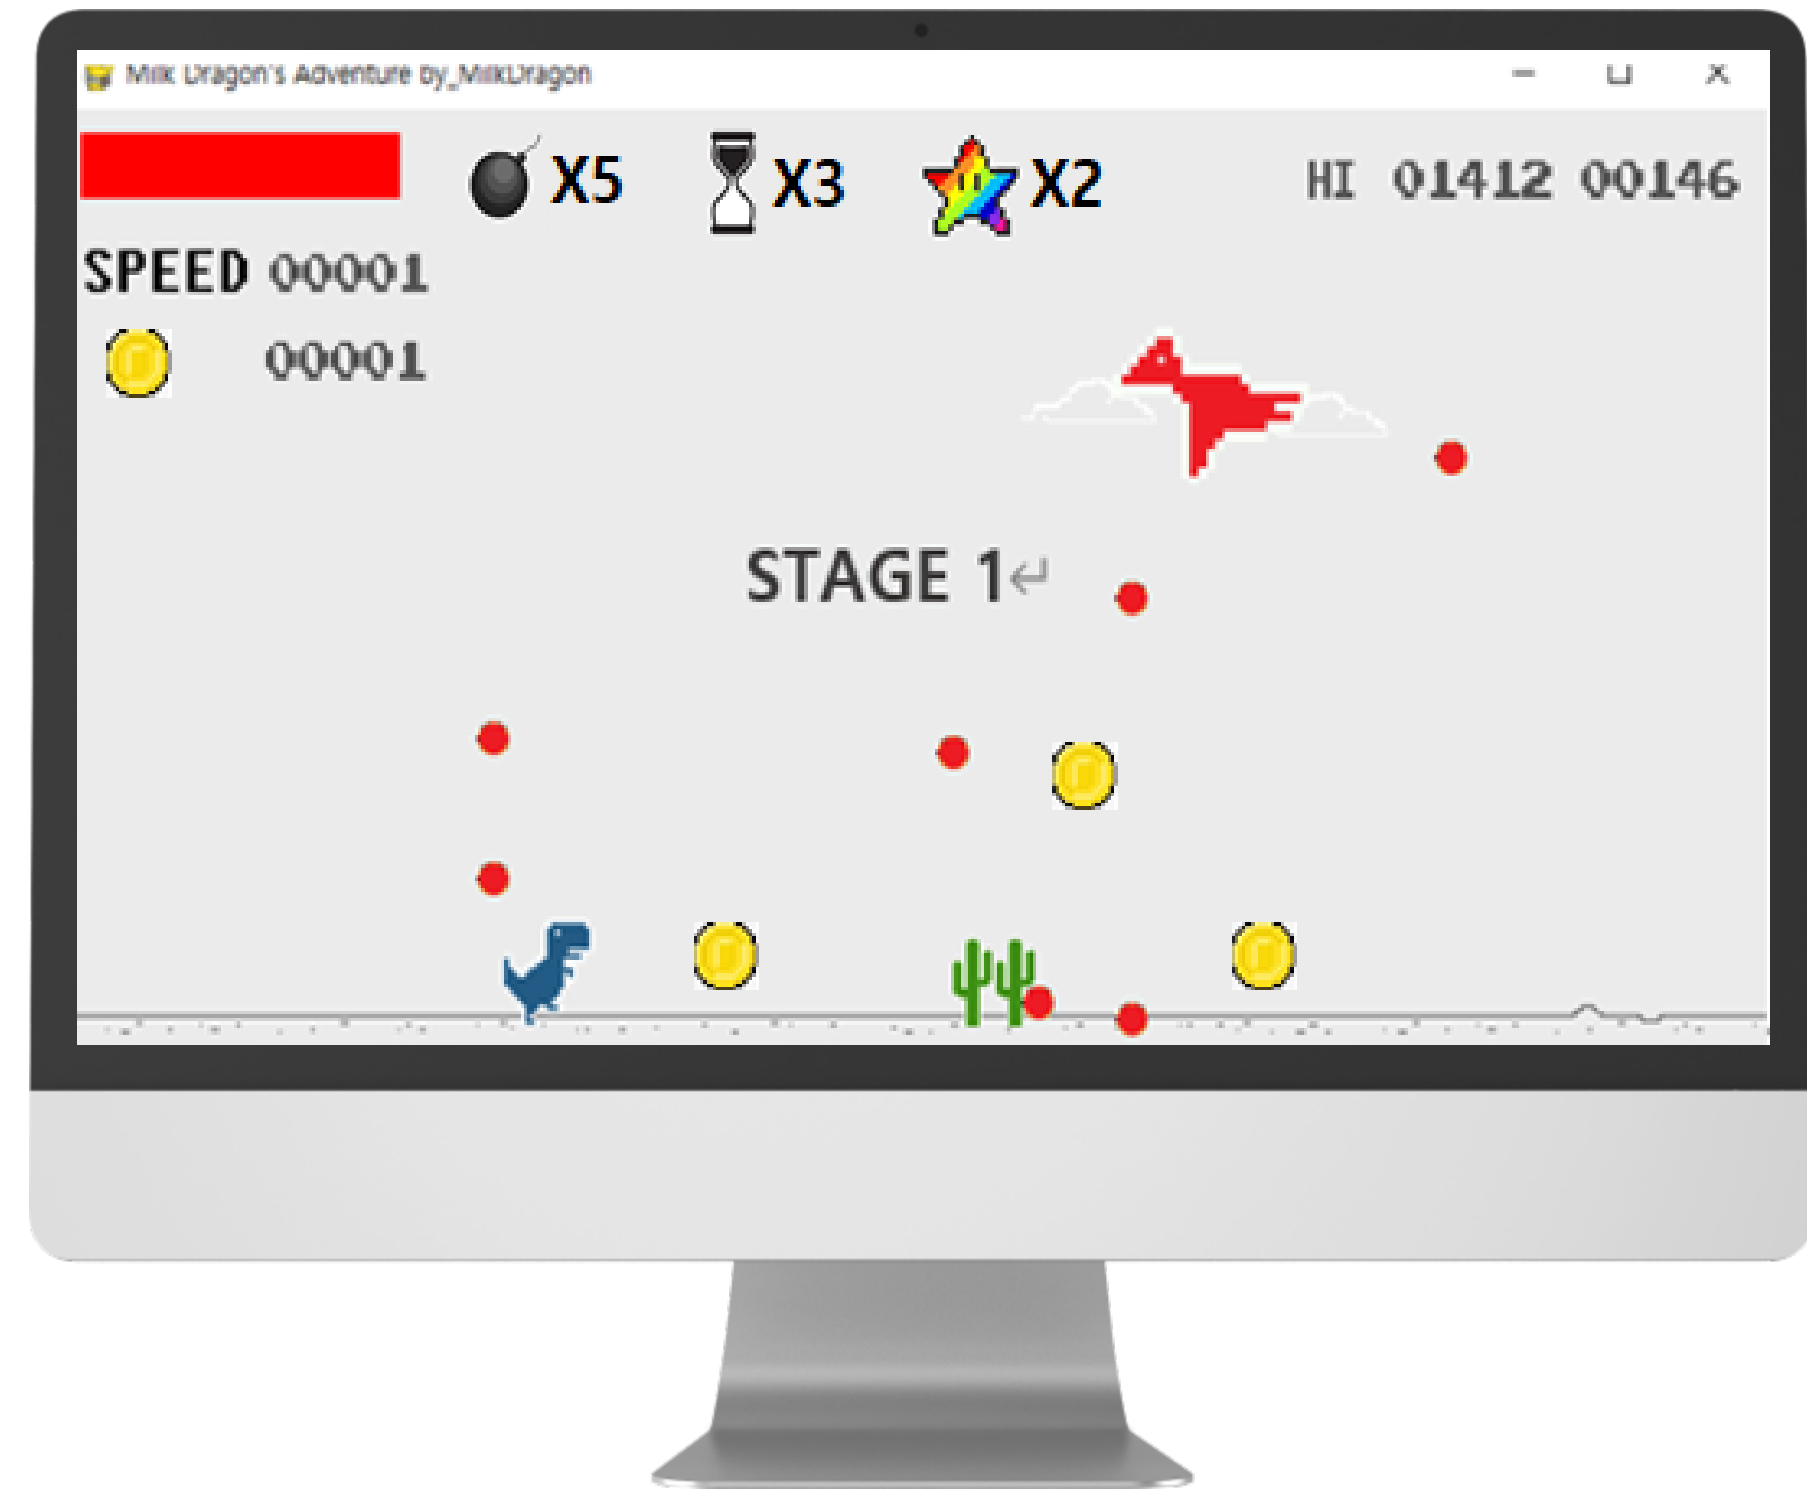 Milk Dragon's Adventure by_MilkDragon
X5 X3 X2 HI 01412 00146
SPEED 00001
00001
STAGE 1↵